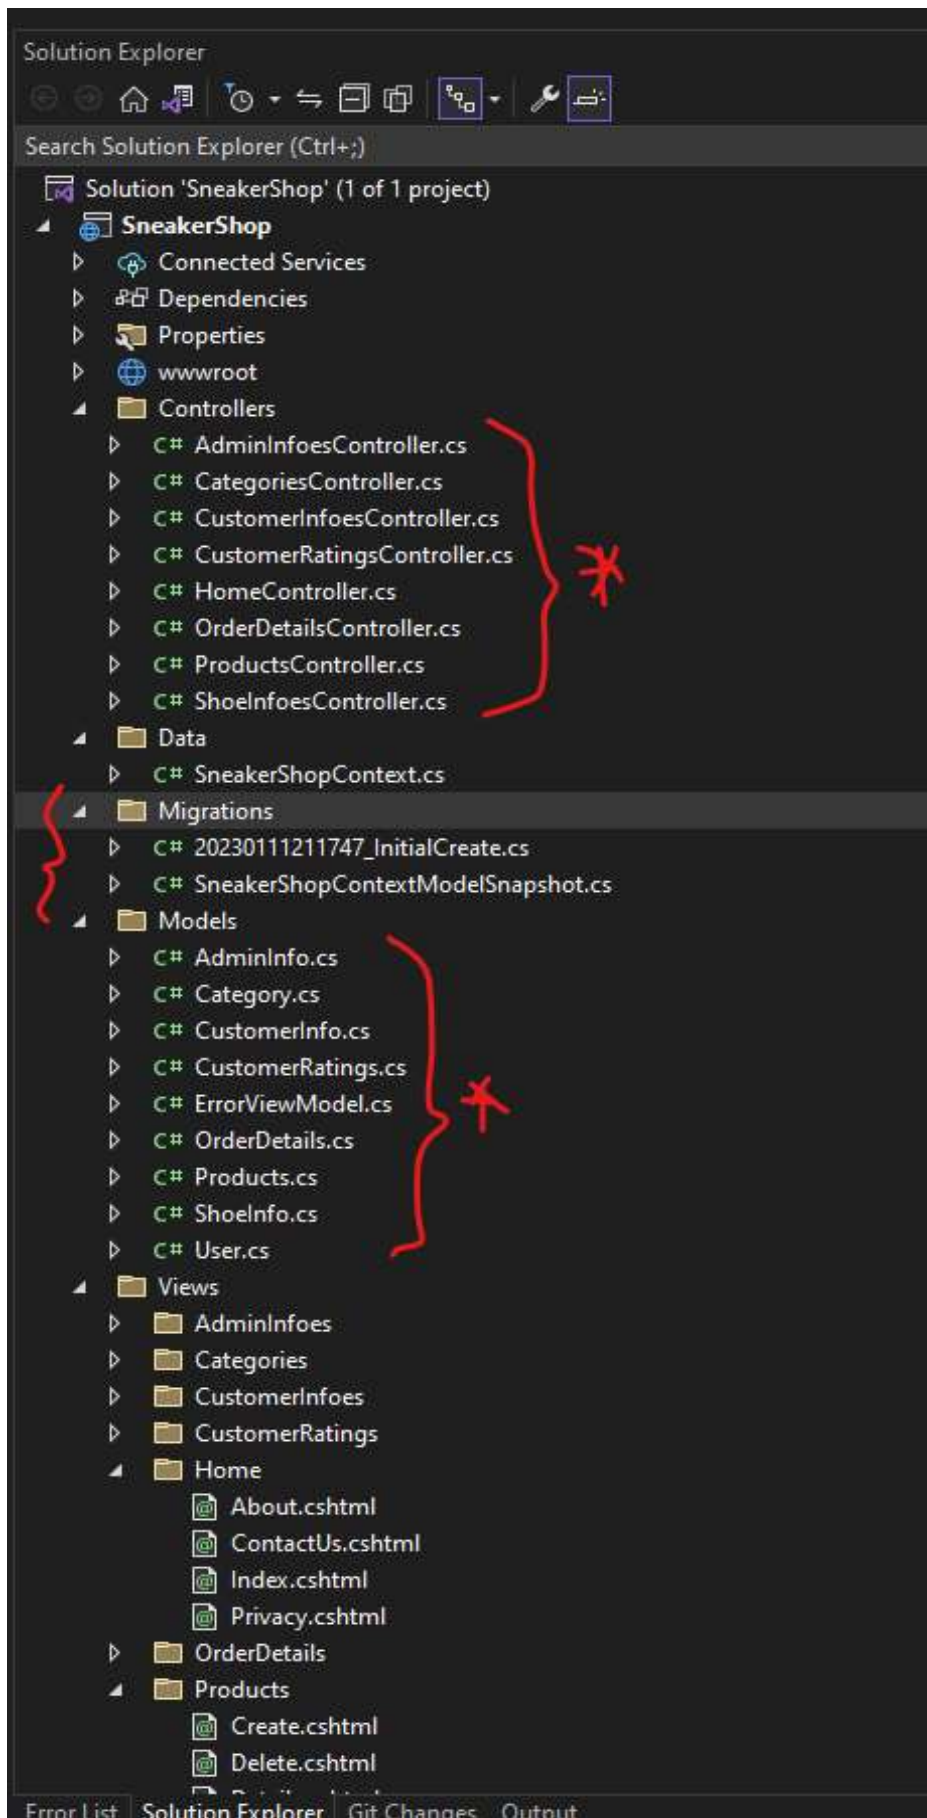 Solution Explorer
Search Solution Explorer (Ctrl+;)
Solution 'SneakerShop' (1 of 1 project)
SneakerShop
Connected Services
Dependencies
Properties
wwwroot
Controllers
C# AdminInfoesController.cs
C# CategoriesController.cs
C# CustomerInfoesController.cs
C# CustomerRatingsController.cs
C# HomeController.cs
C# OrderDetailsController.cs
C# ProductsController.cs
C# ShoeInfoesController.cs
Data
C# SneakerShopContext.cs
Migrations
C# 20230111211747_InitialCreate.cs
C# SneakerShopContextModelSnapshot.cs
Models
C# AdminInfo.cs
C# Category.cs
C# CustomerInfo.cs
C# CustomerRatings.cs
C# ErrorViewModel.cs
C# OrderDetails.cs
C# Products.cs
C# ShoeInfo.cs
C# User.cs
Views
AdminInfoes
Categories
CustomerInfoes
CustomerRatings
Home
About.cshtml
ContactUs.cshtml
Index.cshtml
Privacy.cshtml
OrderDetails
Products
Create.cshtml
Delete.cshtml
Error List Solution Explorer Git Changes Output